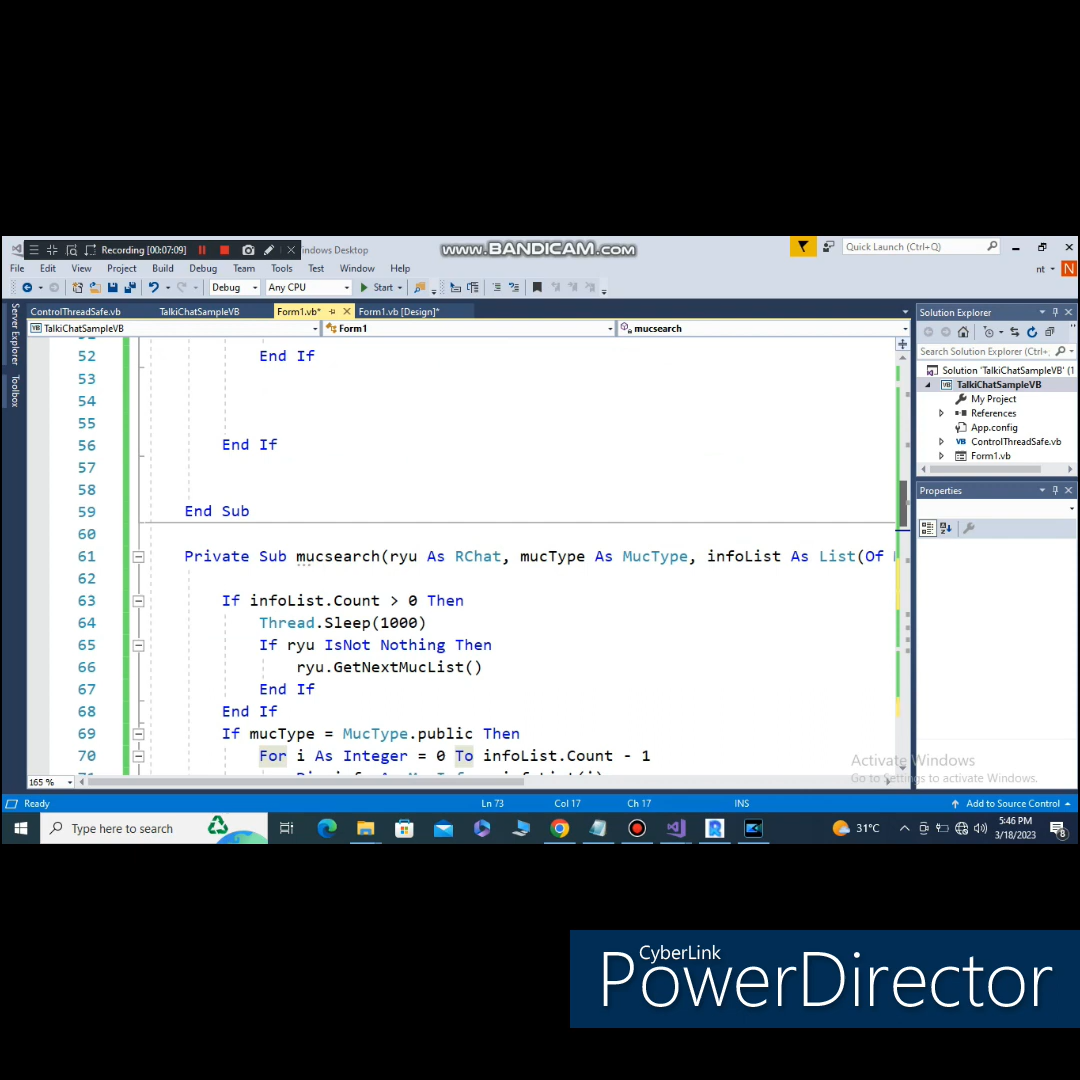 Recording [00:07:09]
indows Desktop
www.BANDICAM.com
Quick Launch (Ctrl+Q)
File Edit View Project Build Debug Team Tools Test Window Help
nt
N
Debug Any CPU Start
Server Explorer
Toolbox
ControlThreadSafe.vb TalkiChatSampleVB Form1.vb* Form1.vb [Design]*
TalkiChatSampleVB Form1 mucsearch
52 End If
53
54
55
56 End If
57
58
59 End Sub
60
61 Private Sub mucsearch(ryu As RChat, mucType As MucType, infoList As List(Of
62
63 If infoList.Count > 0 Then
64 Thread.Sleep(1000)
65 If ryu IsNot Nothing Then
66 ryu.GetNextMucList()
67 End If
68 End If
69 If mucType = MucType.public Then
70 For i As Integer = 0 To infoList.Count - 1
165 %
Solution Explorer
Search Solution Explorer (Ctrl+;
Solution 'TalkiChatSampleVB' (1
TalkiChatSampleVB
My Project
References
App.config
ControlThreadSafe.vb
Form1.vb
Properties
Activate Windows
Go to Settings to activate Windows.
Ready Ln 73 Col 17 Ch 17 INS Add to Source Control
Type here to search
31°C
5:46 PM
3/18/2023
8
CyberLink
PowerDirector